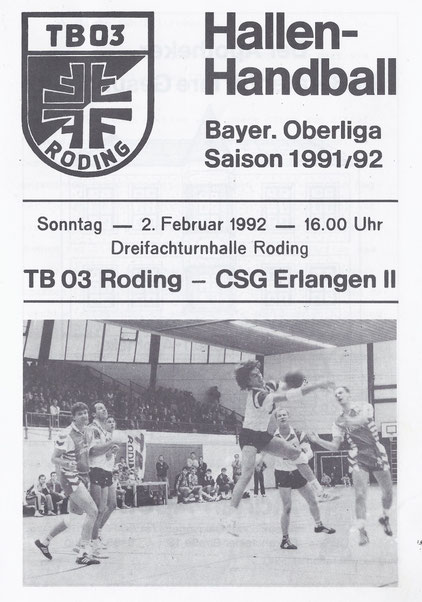 TB 03
RODING
Hallen-
Handball
Bayer. Oberliga
Saison 1991/92
Sonntag — 2. Februar 1992 — 16.00 Uhr
Dreifachturnhalle Roding
TB 03 Roding – CSG Erlangen II
RODING